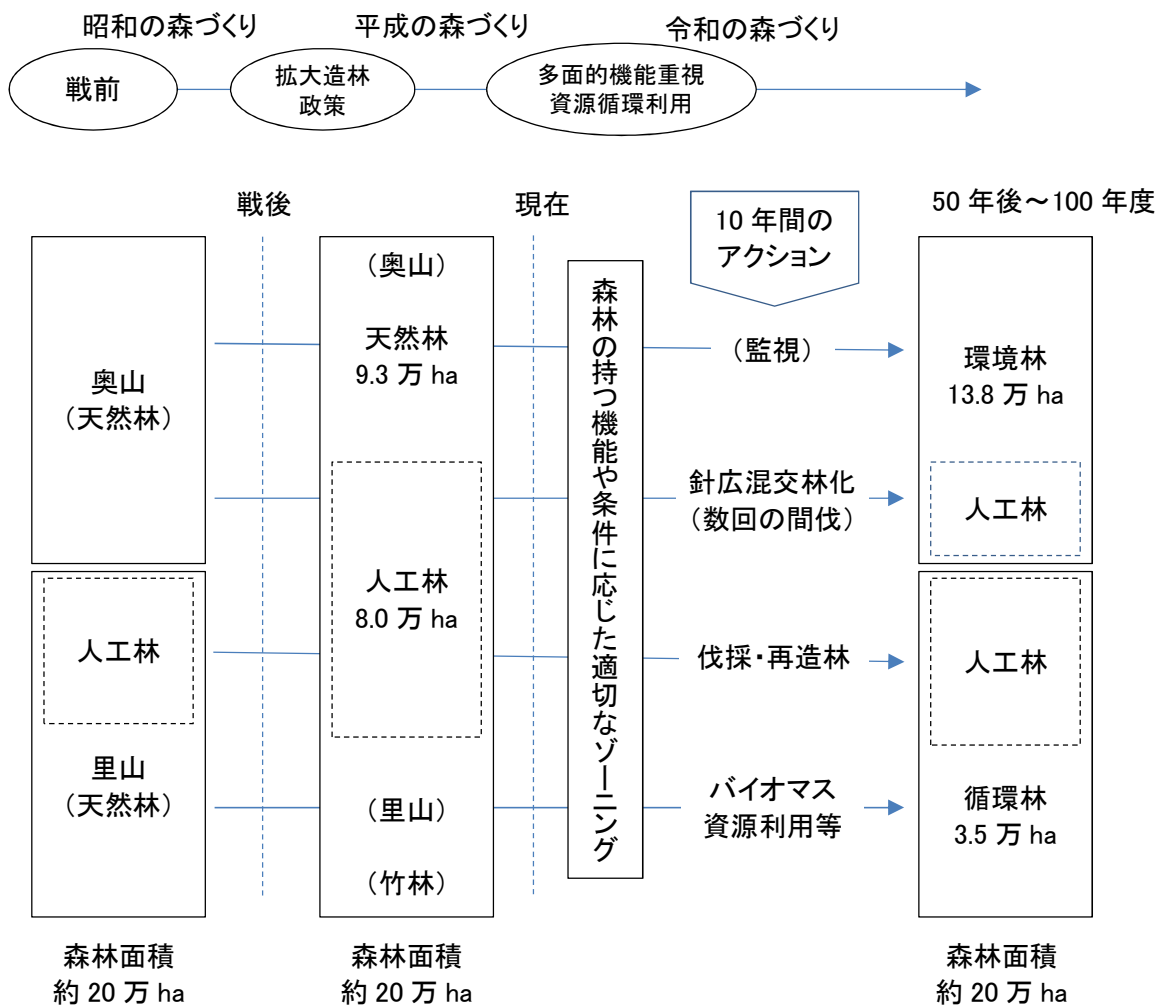 昭和の森づくり
平成の森づくり
令和の森づくり
戦前
拡大造林
政策
多面的機能重視
資源循環利用
戦後
現在
10 年間の
アクション
50 年後~100 年度
奥山
(天然林)
人工林
里山
(天然林)
森林面積
約 20 万 ha
(奥山)
天然林
9.3 万 ha
人工林
8.0 万 ha
(里山)
(竹林)
森林面積
約 20 万 ha
森林の持つ機能や条件に応じた適切なゾーニング
(監視)
針広混交林化
(数回の間伐)
伐採・再造林
バイオマス
資源利用等
環境林
13.8 万 ha
人工林
人工林
循環林
3.5 万 ha
森林面積
約 20 万 ha